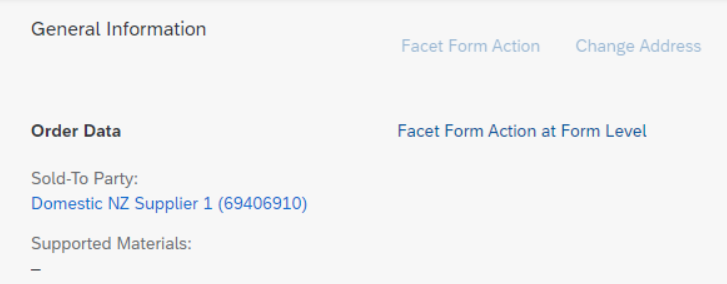 General Information
Facet Form Action
Change Address
Order Data
Facet Form Action at Form Level
Sold-To Party:
Domestic NZ Supplier 1 (69406910)
Supported Materials:
–